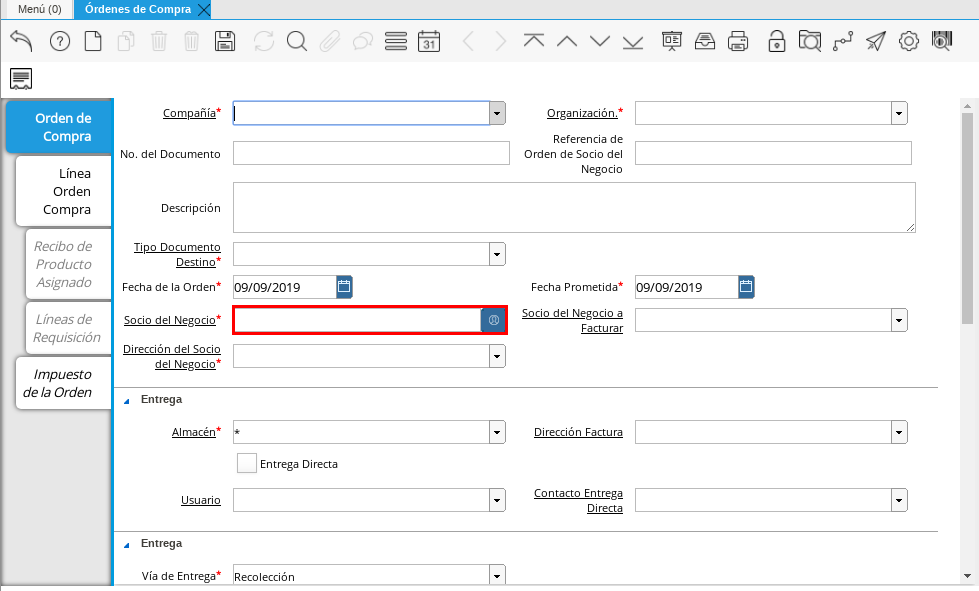 Menú (0)
Órdenes de Compra
31
Orden de
Compra
Línea
Orden
Compra
Recibo de
Producto
Asignado
Líneas de
Requisición
Impuesto
de la Orden
Compañía*
Organización.*
No. del Documento
Referencia de
Orden de Socio del
Negocio
Descripción
Tipo Documento
Destino*
Fecha de la Orden* 09/09/2019
Fecha Prometida* 09/09/2019
Socio del Negocio*
Socio del Negocio a
Facturar
Dirección del Socio
del Negocio*
Entrega
Almacén* *
Dirección Factura
Entrega Directa
Usuario
Contacto Entrega
Directa
Entrega
Vía de Entrega* Recolección